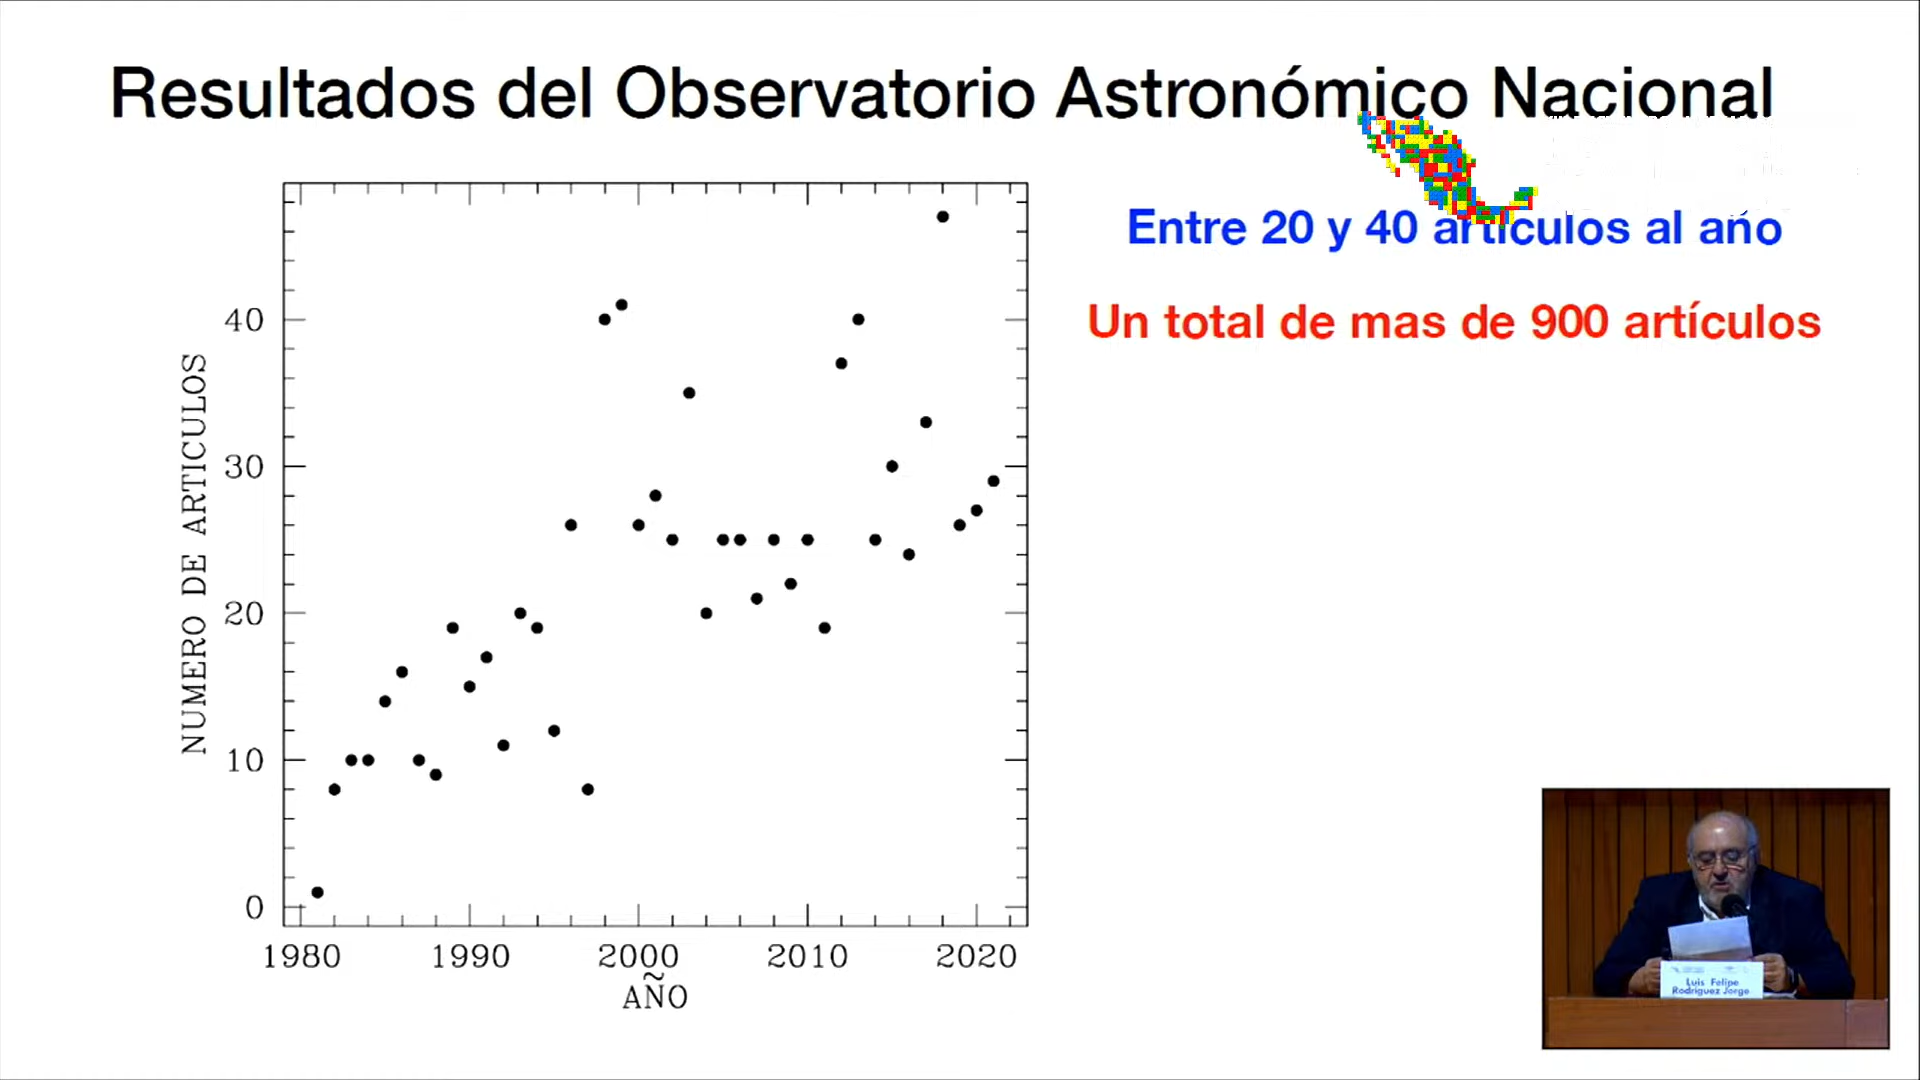 Resultados del Observatorio Astronómico Nacional
Entre 20 y 40 artículos al año
Un total de mas de 900 artículos
NUMERO DE ARTICULOS
40
30
20
10
0
1980 1990 2000 2010 2020
AÑO
Luis Felipe
Rodríguez Jorge